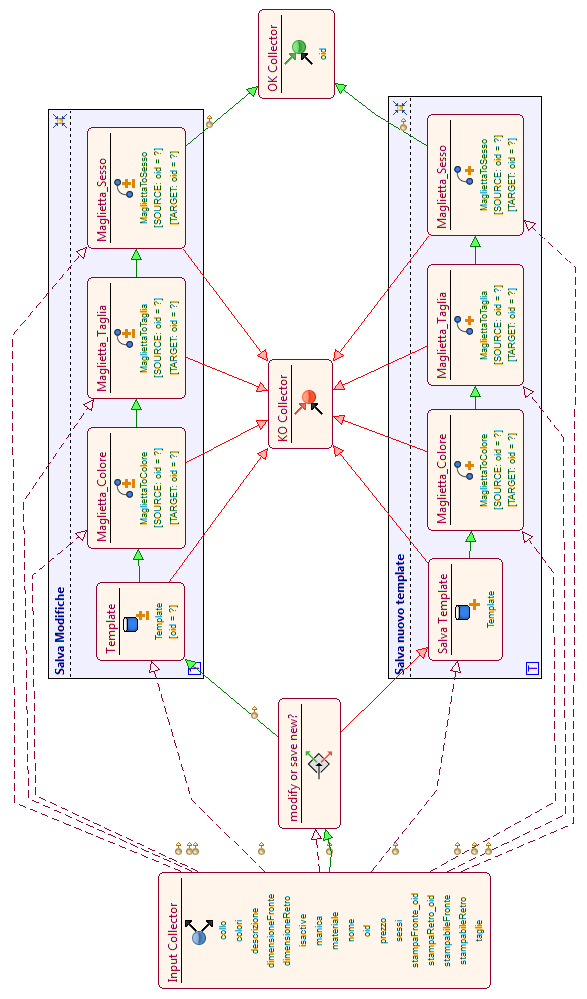 Input Collector
collo
colori
descrizione
dimensioneFronte
dimensioneRetro
isactive
manica
materiale
nome
oid
prezzo
sessi
stampaFronte_oid
stampaRetro_oid
stampabileFronte
stampabileRetro
taglie
modify or save new?
Salva Modifiche
T
Template
Template
[oid = ?]
Maglietta_Colore
MagliettaToColore
[SOURCE: oid = ?]
[TARGET: oid = ?]
Maglietta_Taglia
MagliettaToTaglia
[SOURCE: oid = ?]
[TARGET: oid = ?]
Maglietta_Sesso
MagliettaToSesso
[SOURCE: oid = ?]
[TARGET: oid = ?]
Salva nuovo template
T
Salva Template
Template
Maglietta_Colore
MagliettaToColore
[SOURCE: oid = ?]
[TARGET: oid = ?]
Maglietta_Taglia
MagliettaToTaglia
[SOURCE: oid = ?]
[TARGET: oid = ?]
Maglietta_Sesso
MagliettaToSesso
[SOURCE: oid = ?]
[TARGET: oid = ?]
KO Collector
OK Collector
oid